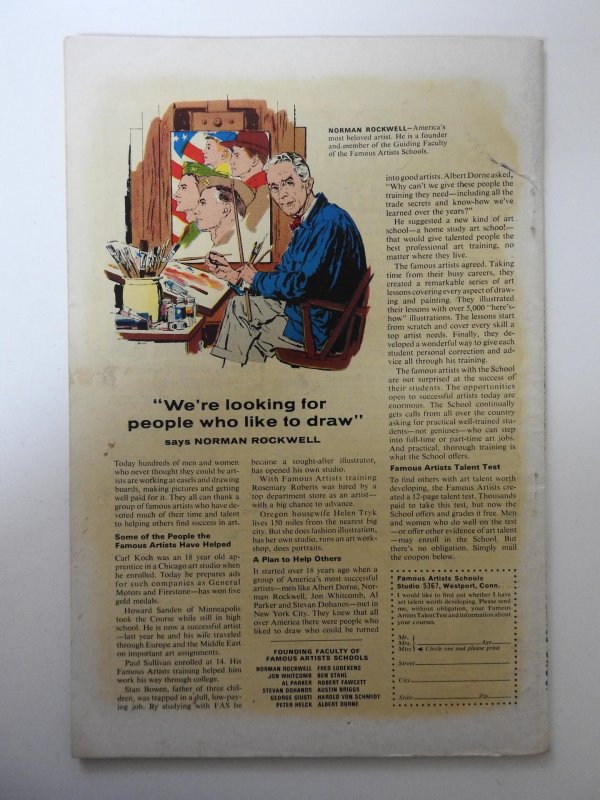 NORMAN ROCKWELL—America's
most beloved artist. He is a founder
and member of the Guiding Faculty
of the Famous Artists Schools.
"We're looking for
people who like to draw"
says NORMAN ROCKWELL
Today hundreds of men and women
who never thought they could be art-
ists are working at easels and drawing
boards, making pictures and getting
well paid for it. They all can thank a
group of famous artists who have de-
voted much of their time and talent
to helping others find success in art.
Some of the People the
Famous Artists Have Helped
Carl Koch was an 18 year old ap-
prentice in a Chicago art studio when
he enrolled. Today he prepares ads
for such companies as General
Motors and Firestone—has won five
gold medals.
Howard Sanden of Minneapolis
took the Course while still in high
school. He is now a successful artist
—last year he and his wife traveled
through Europe and the Middle East
on important art assignments.
Paul Sullivan enrolled at 14. His
Famous Artists training helped him
work his way through college.
Stan Bowen, father of three chil-
dren, was trapped in a dull, low-pay-
ing job. By studying with FAS he
became a sought-after illustrator,
has opened his own studio.
With Famous Artists training
Rosemary Roberts was hired by a
top department store as an artist—
with a big chance to advance.
Oregon housewife Helen Tryk
lives 150 miles from the nearest big
city. But she does fashion illustration,
has her own studio, runs an art work-
shop, does portraits.
A Plan to Help Others
It started over 18 years ago when a
group of America's most successful
artists—men like Albert Dorne, Nor-
man Rockwell, Jon Whitcomb, Al
Parker and Stevan Dohanos—met in
New York City. They knew that all
over America there were people who
liked to draw who could be turned
into good artists. Albert Dorne asked,
"Why can't we give these people the
training they need—including all the
trade secrets and know-how we've
learned over the years?"
He suggested a new kind of art
school—a home study art school—
that would give talented people the
best professional art training, no
matter where they live.
The famous artists agreed. Taking
time from their busy careers, they
created a remarkable series of art
lessons covering every aspect of draw-
ing and painting. They illustrated
their lessons with over 5,000 "here's-
how" illustrations. The lessons start
from scratch and cover every skill a
top artist needs. Finally, they de-
veloped a wonderful way to give each
student personal correction and ad-
vice all through his training.
The famous artists with the School
are not surprised at the success of
their students. The opportunities
open to successful artists today are
enormous. The School continually
gets calls from all over the country
asking for practical well-trained stu-
dents—not geniuses—who can step
into full-time or part-time art jobs.
And practical, thorough training is
what the School offers.
Famous Artists Talent Test
To find others with art talent worth
developing, the Famous Artists cre-
ated a 12-page talent test. Thousands
paid to take this test, but now the
School offers and grades it free. Men
and women who do well on the test
—or offer other evidence of art talent
—may enroll in the School. But
there's no obligation. Simply mail
the coupon below.
FOUNDING FACULTY OF
FAMOUS ARTISTS SCHOOLS
NORMAN ROCKWELL FRED LUDEKENS
JON WHITCOMB BEN STAHL
AL PARKER ROBERT FAWCETT
STEVAN DOHANOS AUSTIN BRIGGS
GEORGE GIUSTI HAROLD VON SCHMIDT
PETER HELCK ALBERT DORNE
Famous Artists Schools
Studio 5367, Westport, Conn.
I would like to find out whether I have
art talent worth developing. Please send
me, without obligation, your Famous
Artists Talent Test and information about
your courses.
Mr.
Mrs. Age
Miss Circle one and please print
Street
City
State Zip